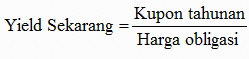 Yield Sekarang = Kupon tahunan / Harga obligasi